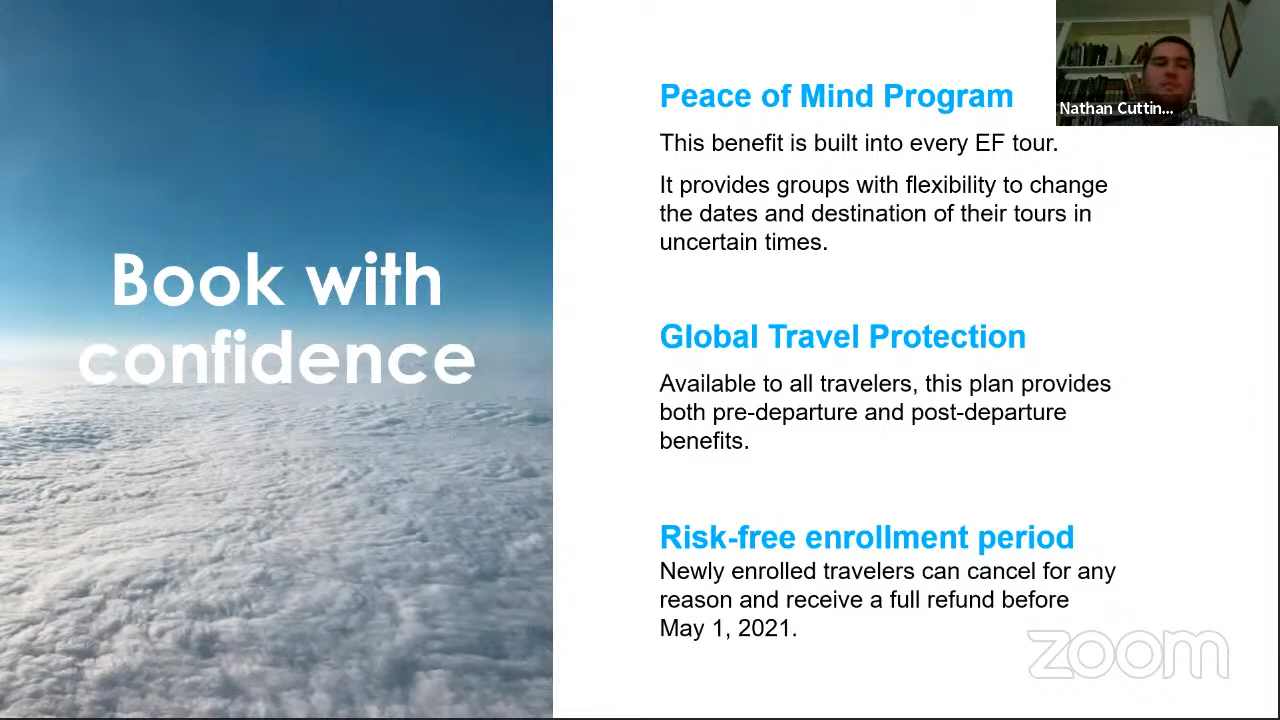 Book with
confidence
Peace of Mind Program
This benefit is built into every EF tour.
It provides groups with flexibility to change
the dates and destination of their tours in
uncertain times.
Global Travel Protection
Available to all travelers, this plan provides
both pre-departure and post-departure
benefits.
Risk-free enrollment period
Newly enrolled travelers can cancel for any
reason and receive a full refund before
May 1, 2021.
Nathan Cuttin...
zoom